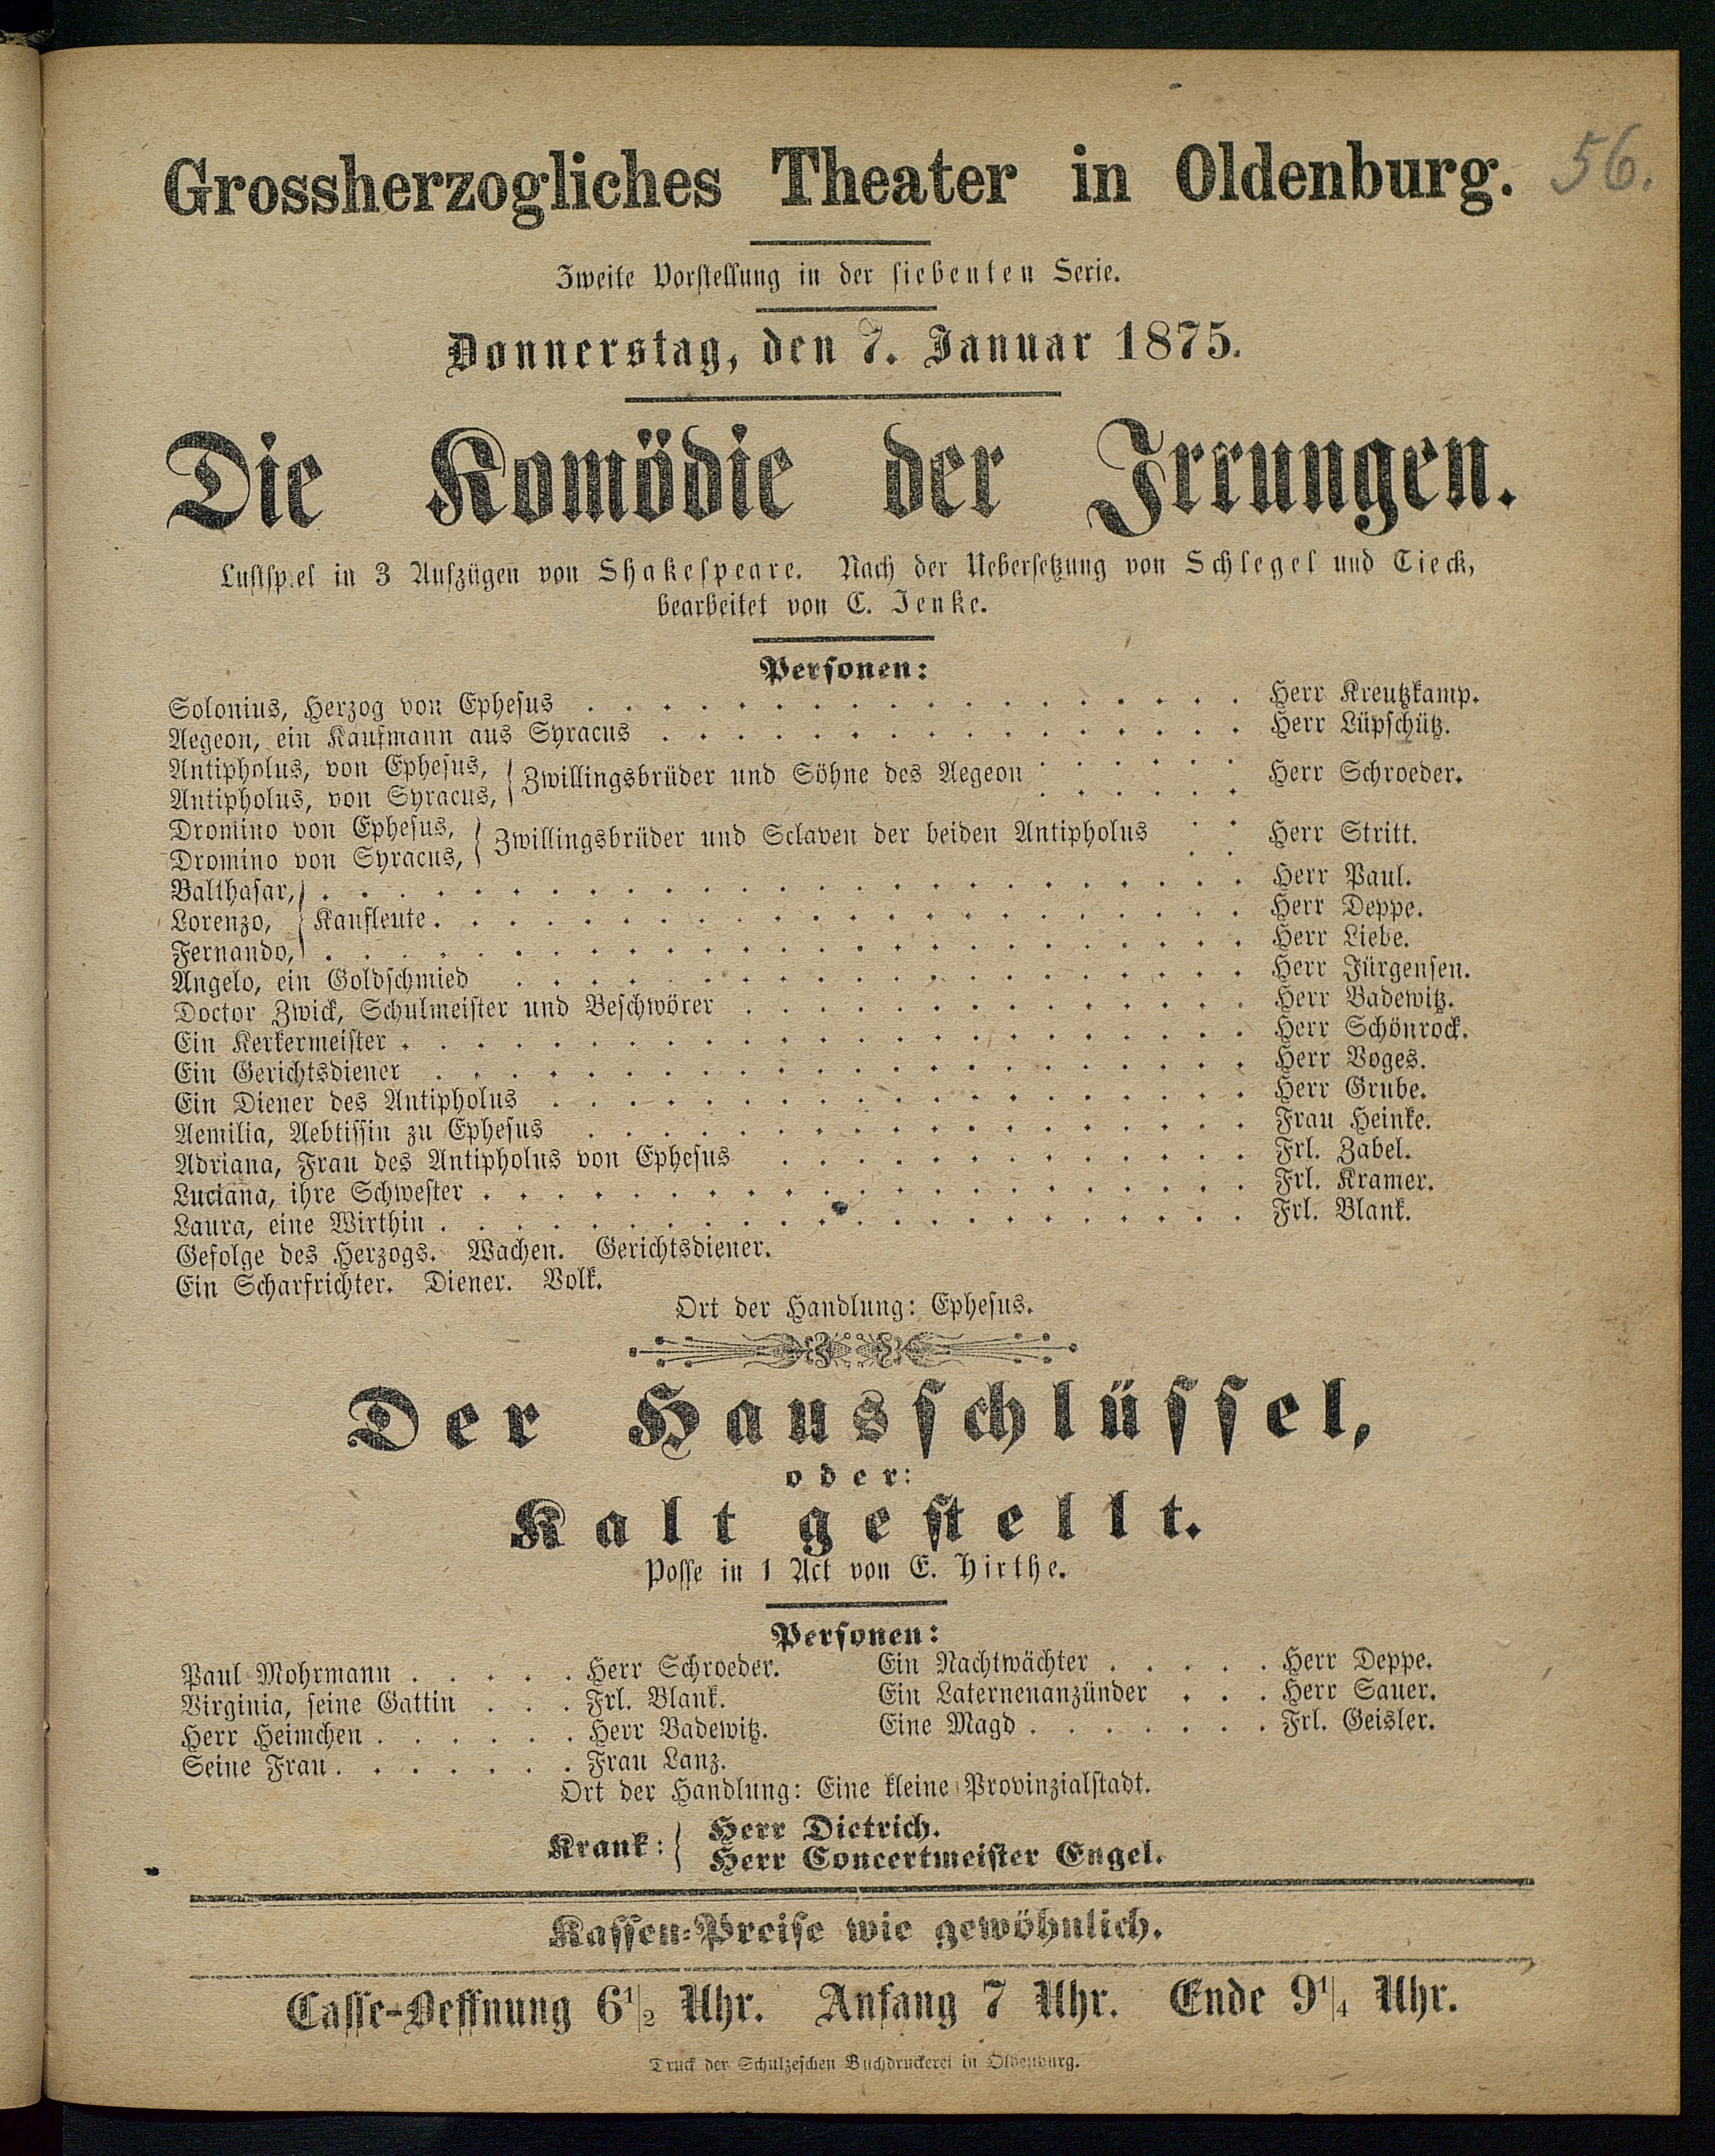 Grossherzogliches Theater in Oldenburg. 56.
Zweite Vorstellung in der siebenten Serie.
Donnerstag, den 7. Januar 1875.
Die Komödie der Irrungen.
Lustspiel in 3 Aufzügen von Shakespeare. Nach der Uebersetzung von Schlegel und Tieck,
bearbeitet von C. Jenke.
Personen:
Solonius, Herzog von Ephesus . . . . . Herr Kreutzkamp.
Aegeon, ein Kaufmann aus Syracus . . . . . Herr Lüpschütz.
Antipholus, von Ephesus,
Antipholus, von Syracus, } Zwillingsbrüder und Söhne des Aegeon . . . . . Herr Schroeder.
Dromino von Ephesus,
Dromino von Syracus, } Zwillingsbrüder und Sclaven der beiden Antipholus . . Herr Stritt.
Balthasar, } . . . . . Herr Paul.
Lorenzo, } Kaufleute . . . . . Herr Deppe.
Fernando, } . . . . . Herr Liebe.
Angelo, ein Goldschmied . . . . . Herr Jürgensen.
Doctor Zwick, Schulmeister und Beschwörer . . . . . Herr Badewitz.
Ein Kerkermeister . . . . . Herr Schönrock.
Ein Gerichtsdiener . . . . . Herr Voges.
Ein Diener des Antipholus . . . . . Herr Grube.
Aemilia, Aebtissin zu Ephesus . . . . . Frau Heinke.
Adriana, Frau des Antipholus von Ephesus . . . . . Frl. Zabel.
Luciana, ihre Schwester . . . . . Frl. Kramer.
Laura, eine Wirthin . . . . . Frl. Blank.
Gefolge des Herzogs. Wachen. Gerichtsdiener.
Ein Scharfrichter. Diener. Volk.
Ort der Handlung: Ephesus.
Der Hausschlüssel,
oder:
Kalt gestellt.
Posse in 1 Act von E. Hirthe.
Personen:
Paul Mohrmann . . . . . Herr Schroeder. Ein Nachtwächter . . . . . Herr Deppe.
Virginia, seine Gattin . . . Frl. Blank. Ein Laternenanzünder . . . Herr Sauer.
Herr Heimchen . . . . . . Herr Badewitz. Eine Magd . . . . . . . Frl. Geisler.
Seine Frau . . . . . . . Frau Lanz.
Ort der Handlung: Eine kleine Provinzialstadt.
Krank: { Herr Dietrich.
Herr Concertmeister Engel.
Kassen-Preise wie gewöhnlich.
Casse-Oeffnung 6 1/2 Uhr. Anfang 7 Uhr. Ende 9 1/4 Uhr.
Druck der Schulzeschen Buchdruckerei in Oldenburg.